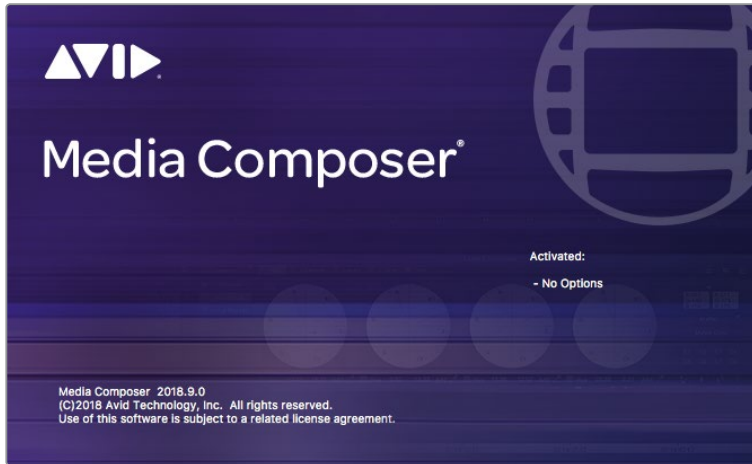 AVID
Media Composer®
Activated:
- No Options
Media Composer 2018.9.0
(C)2018 Avid Technology, Inc. All rights reserved.
Use of this software is subject to a related license agreement.